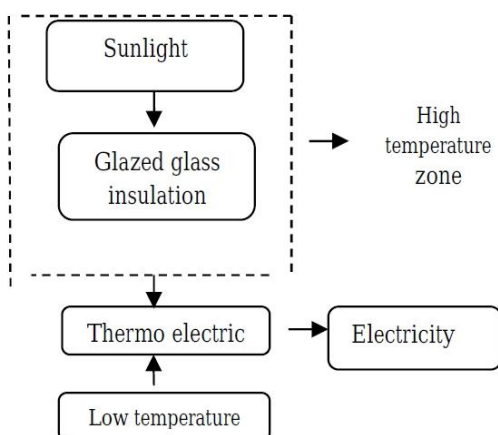 Sunlight
Glazed glass
insulation
High
temperature
zone
Thermo electric
Electricity
Low temperature